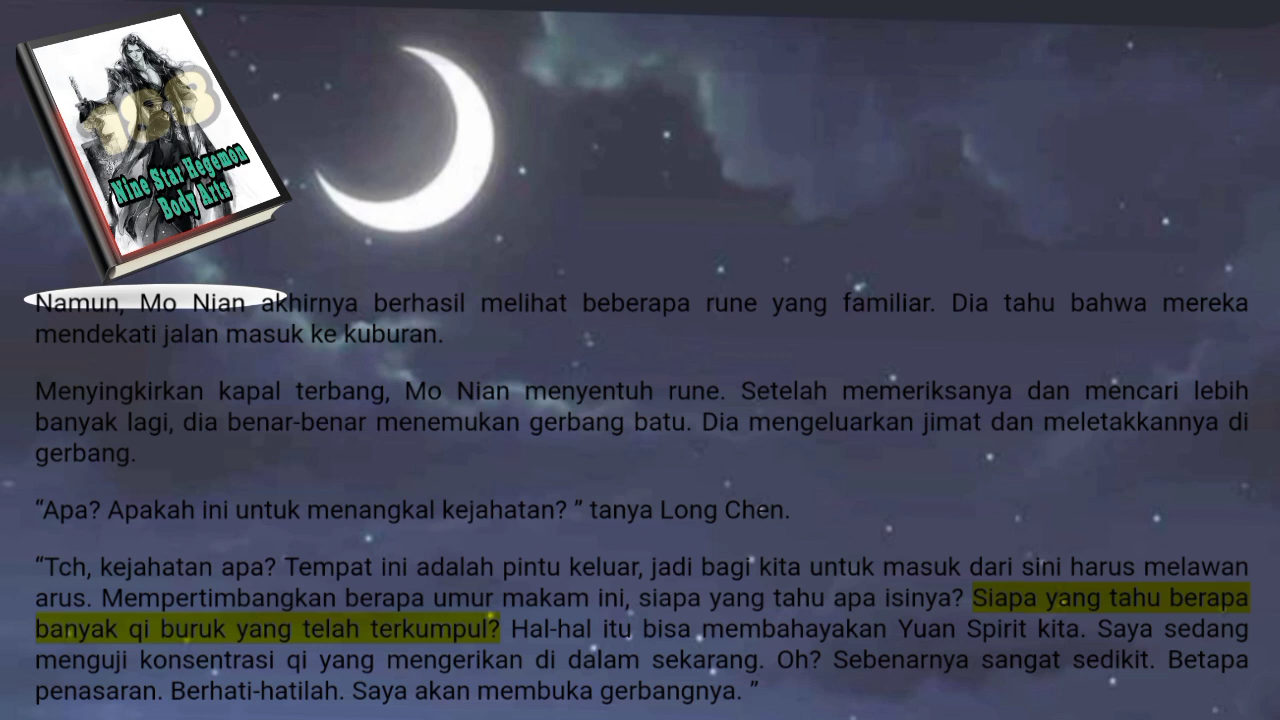 Nine Star Hegemon
Body Arts
Namun, Mo Nian akhirnya berhasil melihat beberapa rune yang familiar. Dia tahu bahwa mereka
mendekati jalan masuk ke kuburan.
Menyingkirkan kapal terbang, Mo Nian menyentuh rune. Setelah memeriksanya dan mencari lebih
banyak lagi, dia benar-benar menemukan gerbang batu. Dia mengeluarkan jimat dan meletakkannya di
gerbang.
“Apa? Apakah ini untuk menangkal kejahatan? ” tanya Long Chen.
“Tch, kejahatan apa? Tempat ini adalah pintu keluar, jadi bagi kita untuk masuk dari sini harus melawan
arus. Mempertimbangkan berapa umur makam ini, siapa yang tahu apa isinya? Siapa yang tahu berapa
banyak qi buruk yang telah terkumpul? Hal-hal itu bisa membahayakan Yuan Spirit kita. Saya sedang
menguji konsentrasi qi yang mengerikan di dalam sekarang. Oh? Sebenarnya sangat sedikit. Betapa
penasaran. Berhati-hatilah. Saya akan membuka gerbangnya. ”